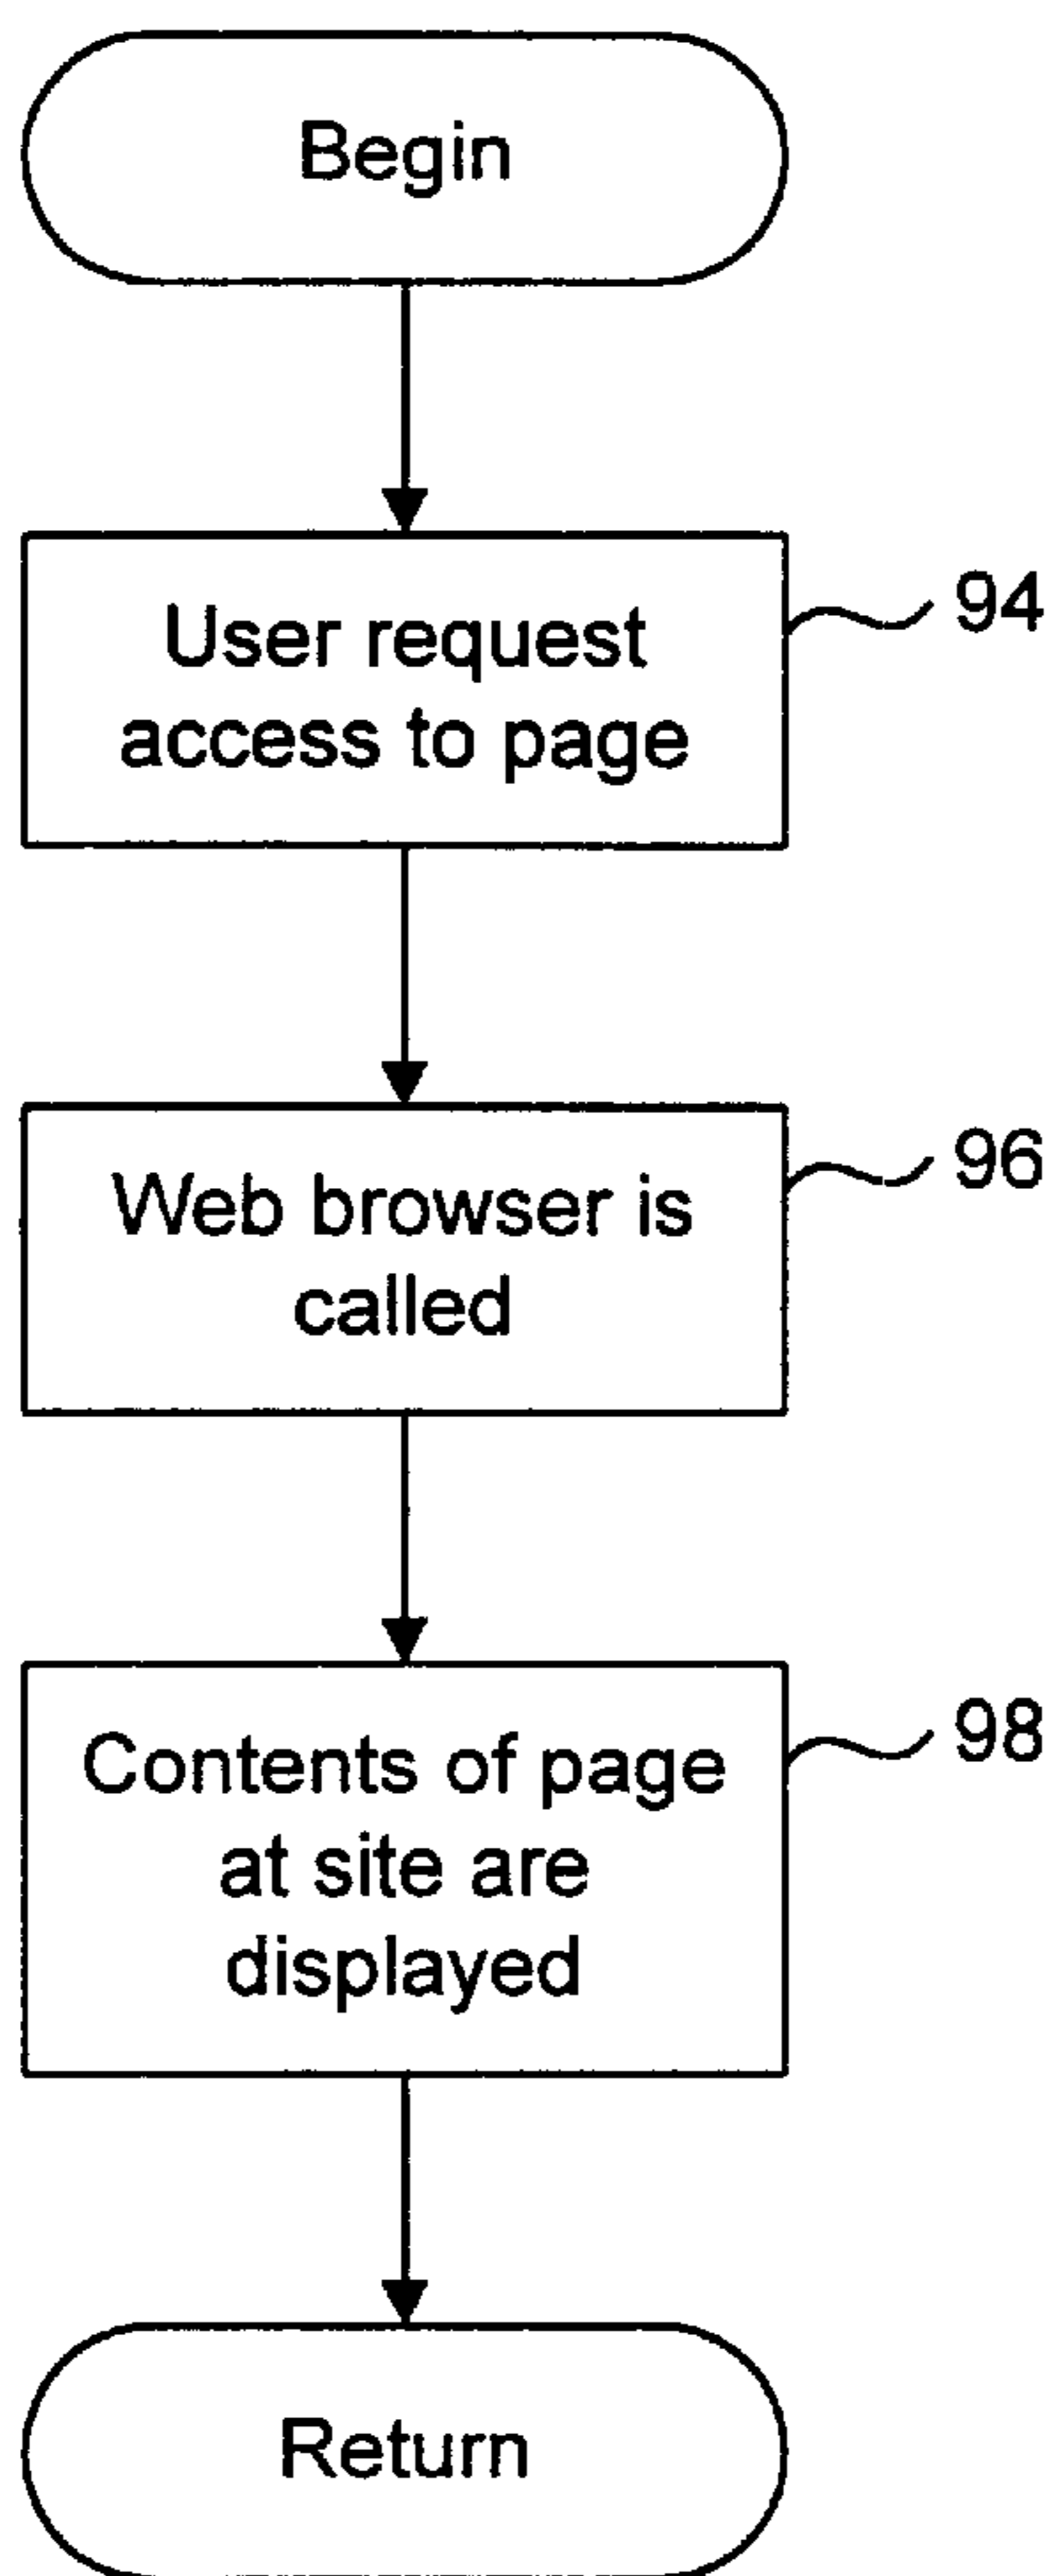 Begin
User request
access to page
94
Web browser is
called
96
Contents of page
at site are
displayed
98
Return